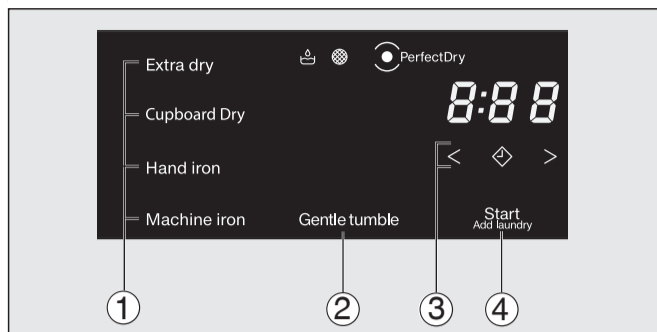 Extra dry
PerfectDry
8:88
Cupboard Dry
< >
Hand iron
Machine iron
Gentle tumble
Start
Add laundry
1 2 3 4